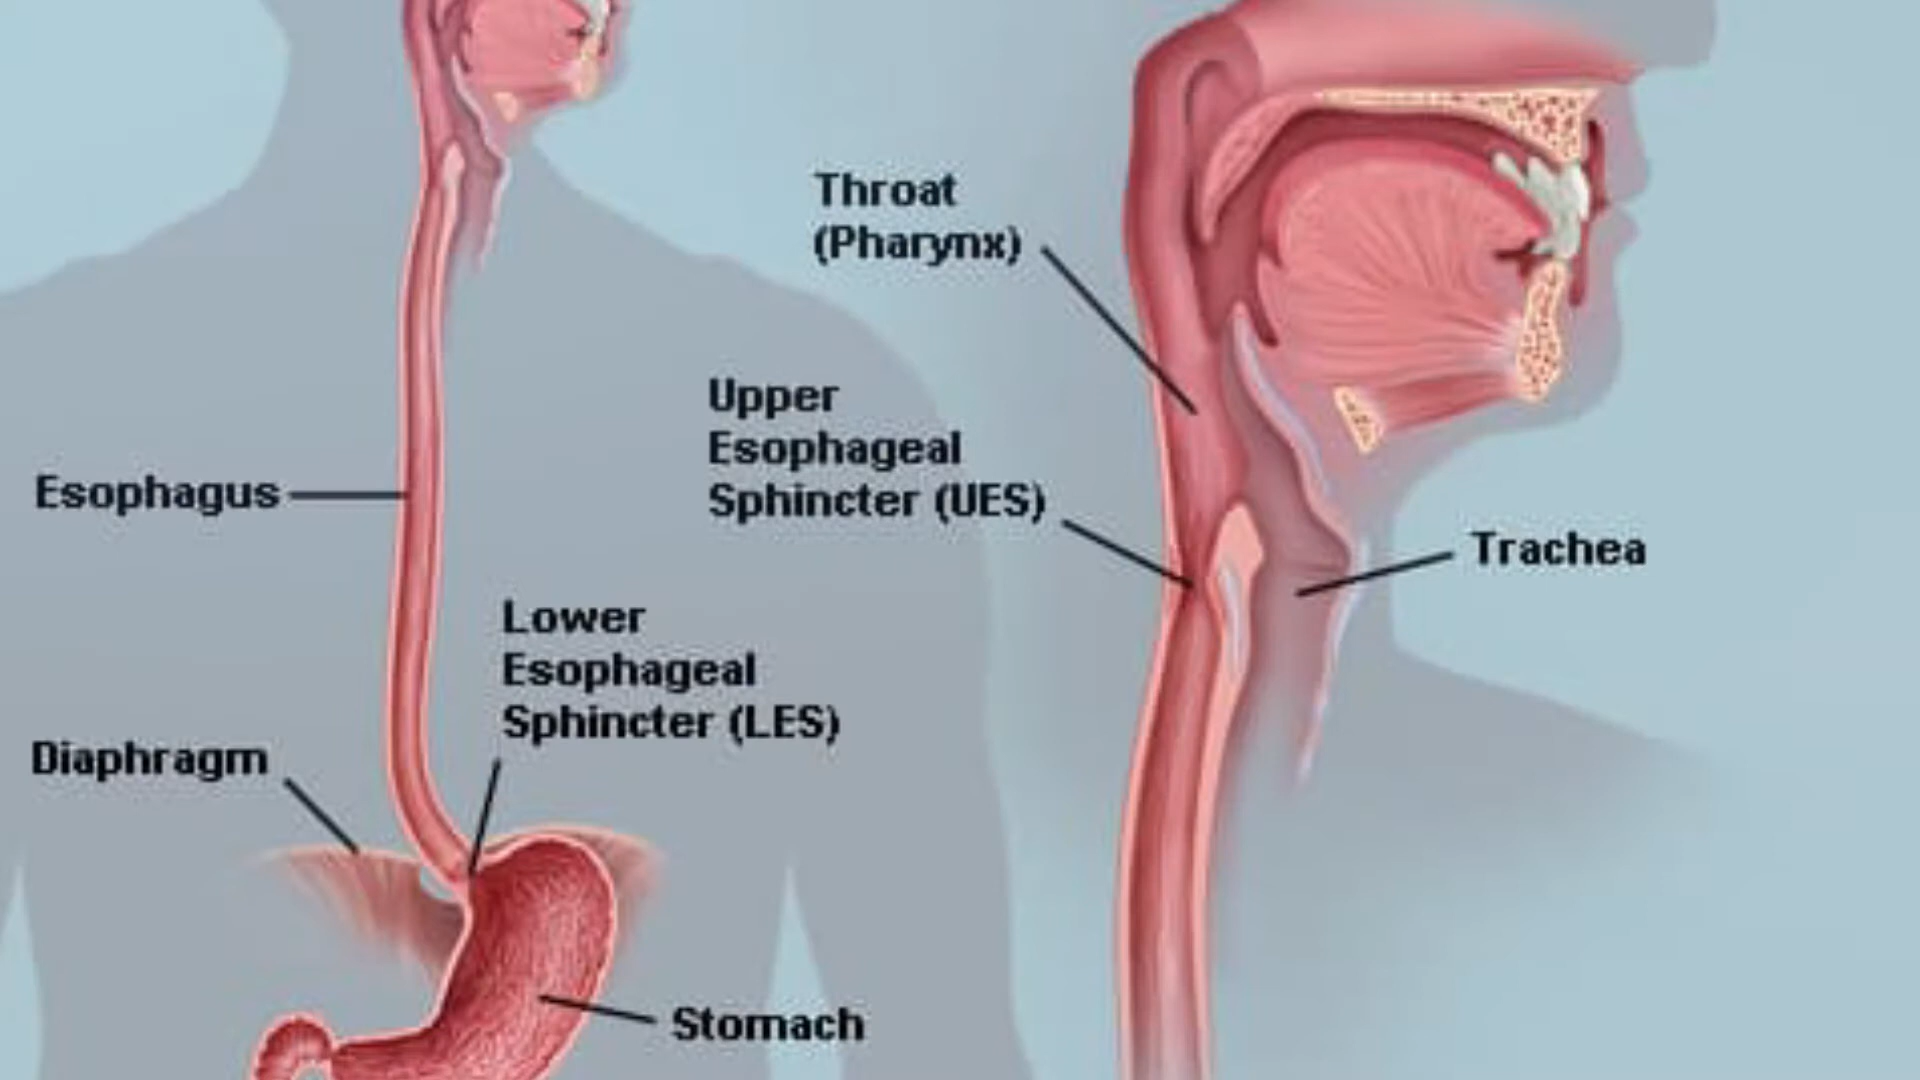 Throat
(Pharynx)
Upper
Esophageal
Sphincter (UES)
Esophagus
Trachea
Lower
Esophageal
Sphincter (LES)
Diaphragm
Stomach